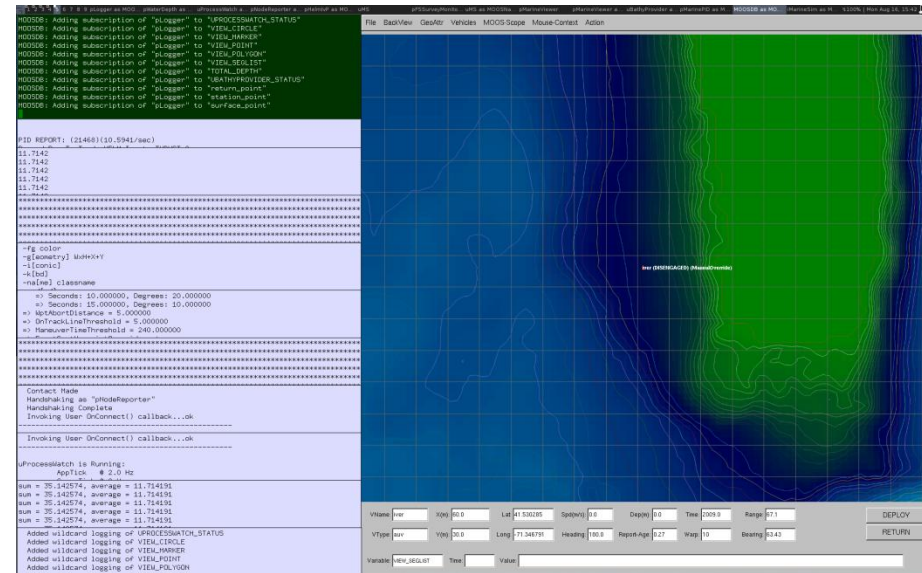 File BackView GeoAttr Vehicles MOOS-Scope Mouse-Context Action
MOOSDB: Adding subscription of "pLogger" to "UPROCESSWATCH_STATUS"
MOOSDB: Adding subscription of "pLogger" to "VIEW_CIRCLE"
MOOSDB: Adding subscription of "pLogger" to "VIEW_MARKER"
MOOSDB: Adding subscription of "pLogger" to "VIEW_POINT"
MOOSDB: Adding subscription of "pLogger" to "VIEW_POLYGON"
MOOSDB: Adding subscription of "pLogger" to "VIEW_SEGLIST"
MOOSDB: Adding subscription of "pLogger" to "TOTAL_DEPTH"
MOOSDB: Adding subscription of "pLogger" to "UBATHYPROVIDER_STATUS"
MOOSDB: Adding subscription of "pLogger" to "return_point"
MOOSDB: Adding subscription of "pLogger" to "station_point"
MOOSDB: Adding subscription of "pLogger" to "surface_point"
PID REPORT: (21468)(10.5941/sec)
11.7142
11.7142
11.7142
11.7142
11.7142
-fg color
-g[eometry] WxH+X+Y
-i[conic]
-k[bd]
-na[me] classname
=> Seconds: 10.000000, Degrees: 20.000000
=> Seconds: 15.000000, Degrees: 10.000000
=> WptAbortDistance = 5.000000
=> OnTrackLineThreshold = 5.000000
=> ManeuverTimeThreshold = 240.000000
Contact Made
Handshaking as "pNodeReporter"
Handshaking Complete
Invoking User OnConnect() callback...ok
--------------------------------------------------
Invoking User OnConnect() callback...ok
--------------------------------------------------
uProcessWatch is Running:
AppTick @ 2.0 Hz
sum = 35.142574, average = 11.714191
sum = 35.142574, average = 11.714191
sum = 35.142574, average = 11.714191
sum = 35.142574, average = 11.714191
sum = 35.142574, average = 11.714191
Added wildcard logging of UPROCESSWATCH_STATUS
Added wildcard logging of VIEW_CIRCLE
Added wildcard logging of VIEW_MARKER
Added wildcard logging of VIEW_POINT
Added wildcard logging of VIEW_POLYGON
iver (DISENGAGED) (ManualOverride)
VName: iver X(m): 60.0 Lat: 41.530285 Spd(m/s): 0.0 Dep(m): 0.0 Time: 2009.9 Range: 67.1 DEPLOY
VType: auv Y(m): 30.0 Long: -71.346791 Heading: 180.0 Report-Age: 0.27 Warp: 10 Bearing: 63.43 RETURN
Variable: VIEW_SEGLIST Time: Value: